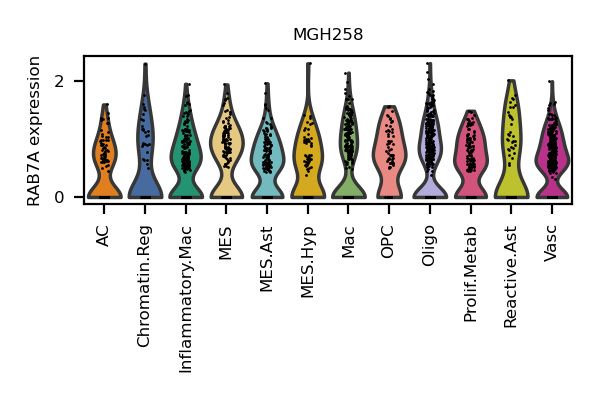 MGH258
RAB7A expression
2
0
AC
Chromatin.Reg
Inflammatory.Mac
MES
MES.Ast
MES.Hyp
Mac
OPC
Oligo
Prolif.Metab
Reactive.Ast
Vasc